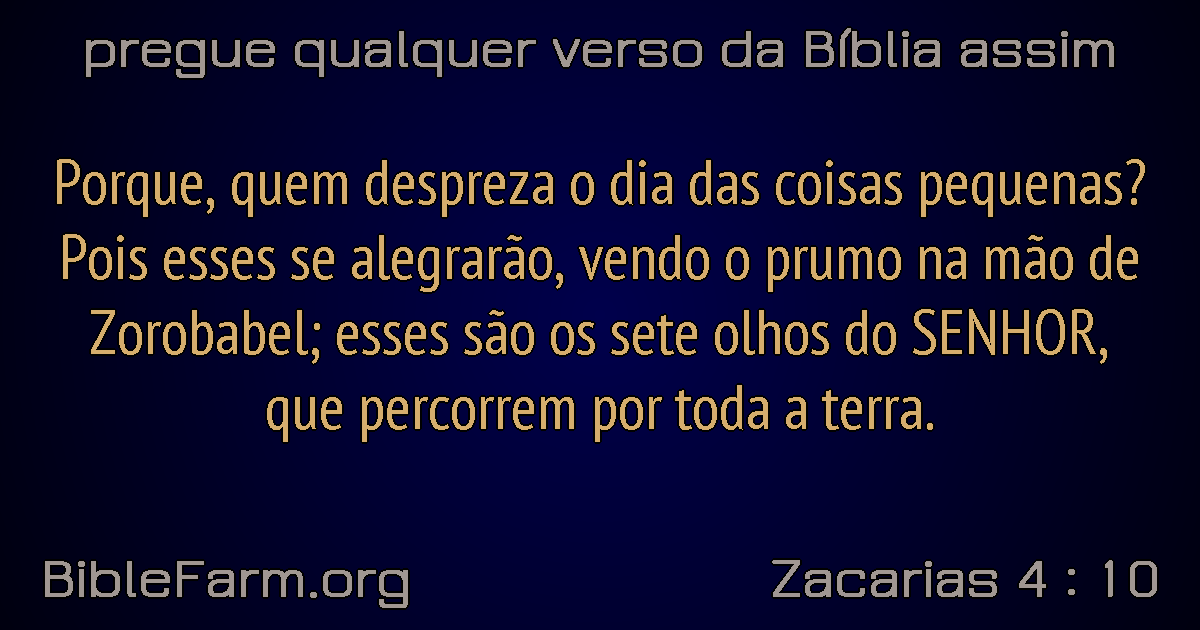 pregue qualquer verso da Bíblia assim
Porque, quem despreza o dia das coisas pequenas?
Pois esses se alegrarão, vendo o prumo na mão de
Zorobabel; esses são os sete olhos do SENHOR,
que percorrem por toda a terra.
BibleFarm.org
Zacarias 4 : 10